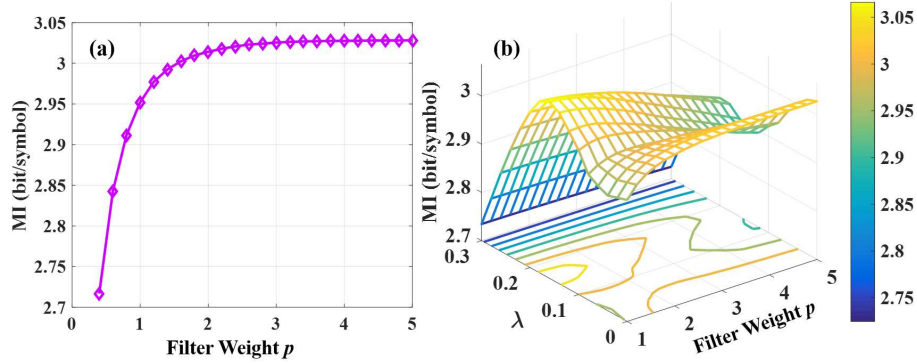 (a)
MI (bit/symbol)
3.05
3
2.95
2.9
2.85
2.8
2.75
2.7
0 1 2 3 4 5
Filter Weight p
(b)
MI (bit/symbol)
3
2.9
2.8
2.7
0.3
0.2
0.1
0
λ
1 2 3 4 5
Filter Weight p
3.05
3
2.95
2.9
2.85
2.8
2.75